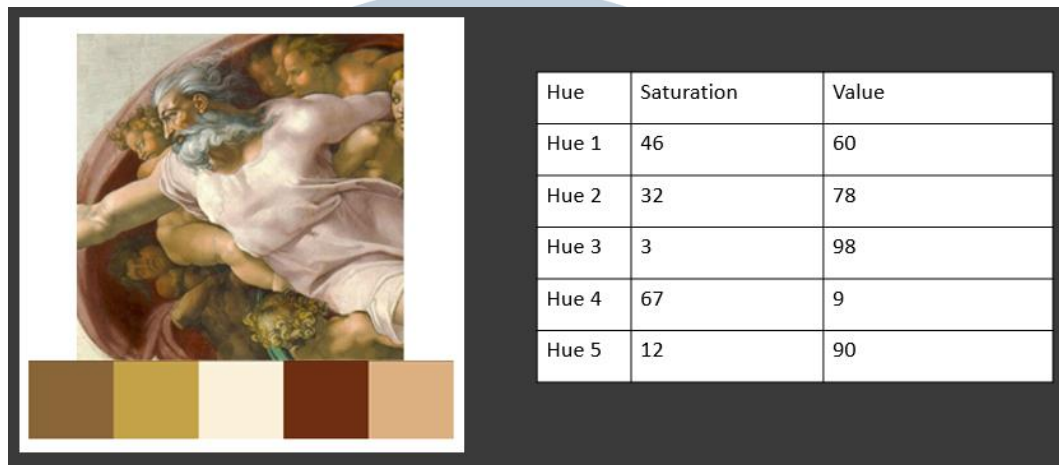 Hue Saturation Value
Hue 1 46 60
Hue 2 32 78
Hue 3 3 98
Hue 4 67 9
Hue 5 12 90